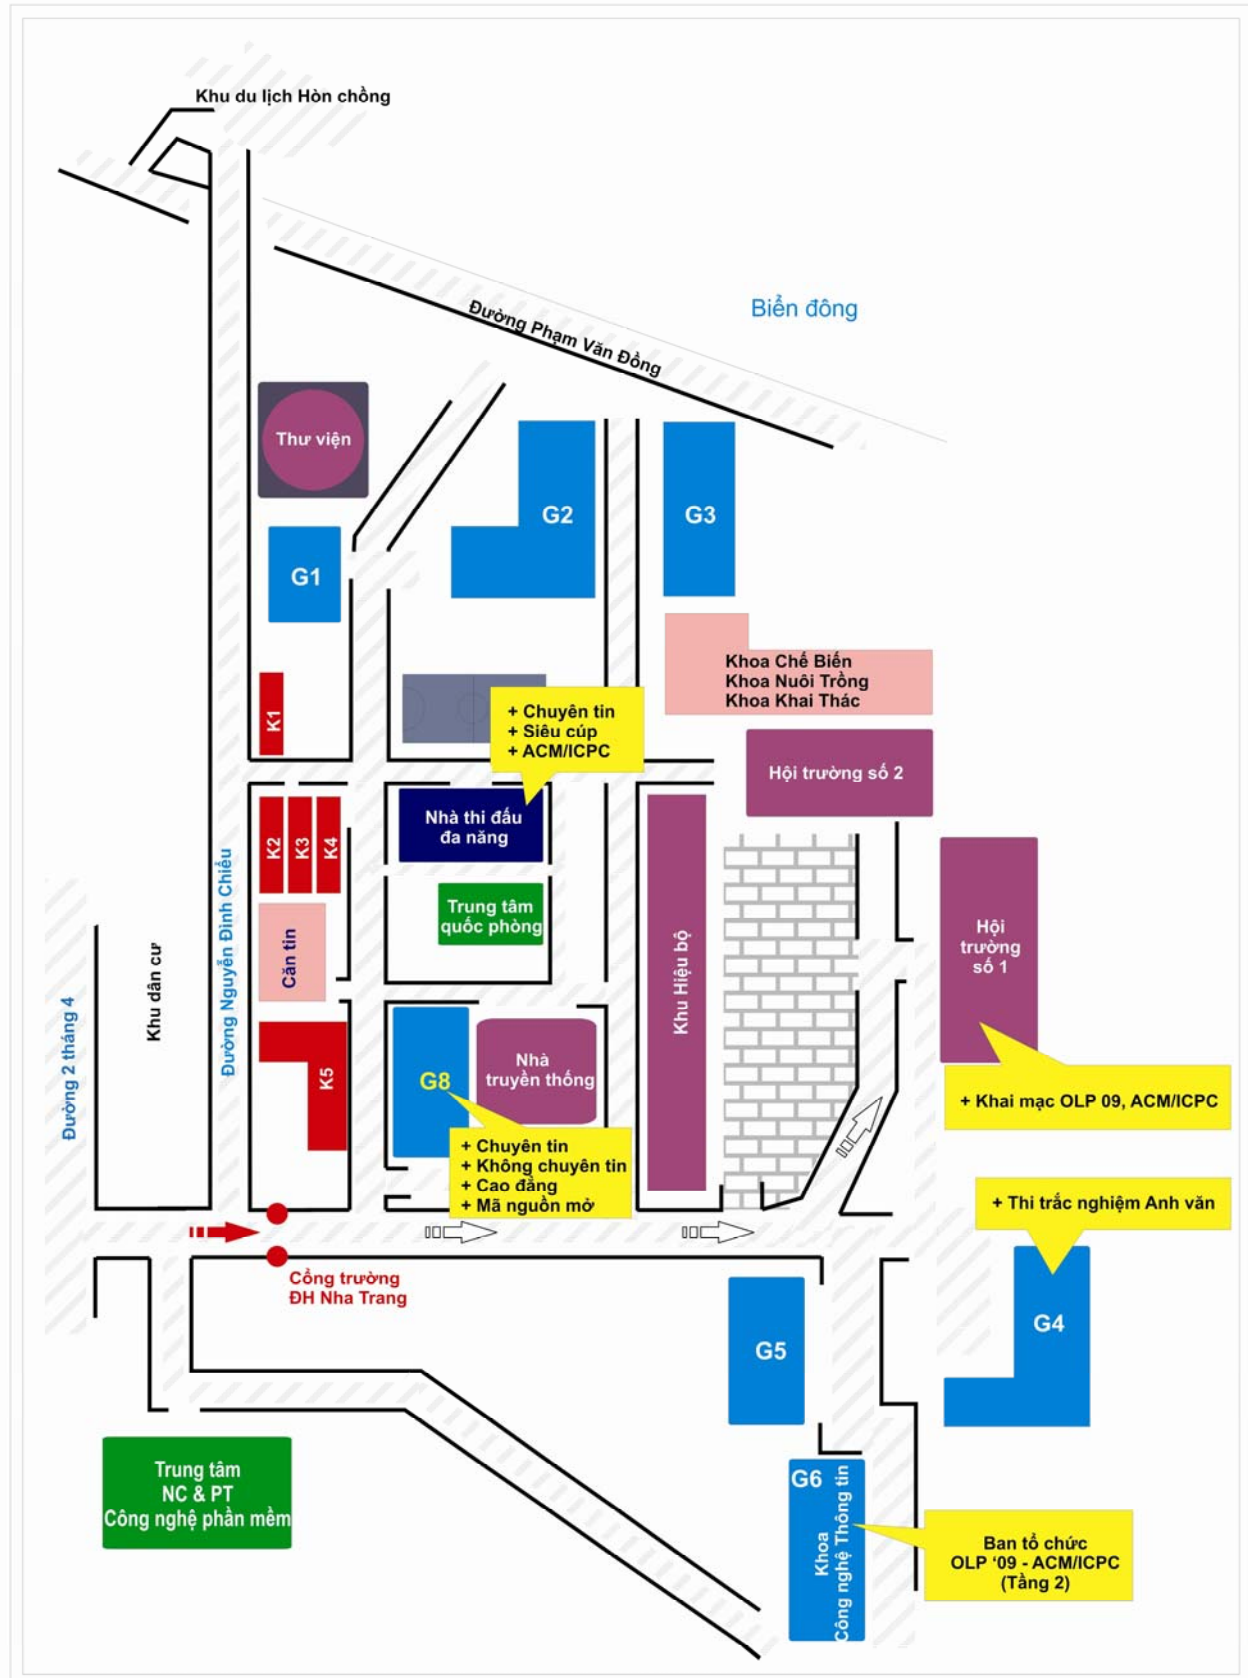 Khu du lịch Hòn chồng
Đường Phạm Văn Đồng
Biển đông
Thư viện
G1
G2
G3
K1
+ Chuyên tin
+ Siêu cúp
+ ACM/ICPC
Khoa Chế Biến
Khoa Nuôi Trồng
Khoa Khai Thác
Hội trường số 2
K2
K3
K4
Nhà thi đấu
đa năng
Trung tâm
quốc phòng
Căn tin
Khu Hiệu bộ
Hội
trường
số 1
Đường 2 tháng 4
Khu dân cư
Đường Nguyễn Đình Chiểu
K5
G8
Nhà
truyền thống
+ Khai mạc OLP 09, ACM/ICPC
+ Chuyên tin
+ Không chuyên tin
+ Cao đẳng
+ Mã nguồn mở
+ Thi trắc nghiệm Anh văn
Cổng trường
ĐH Nha Trang
G5
G4
Trung tâm
NC & PT
Công nghệ phần mềm
G6
Khoa
Công nghệ Thông tin
Ban tổ chức
OLP ‘09 - ACM/ICPC
(Tầng 2)